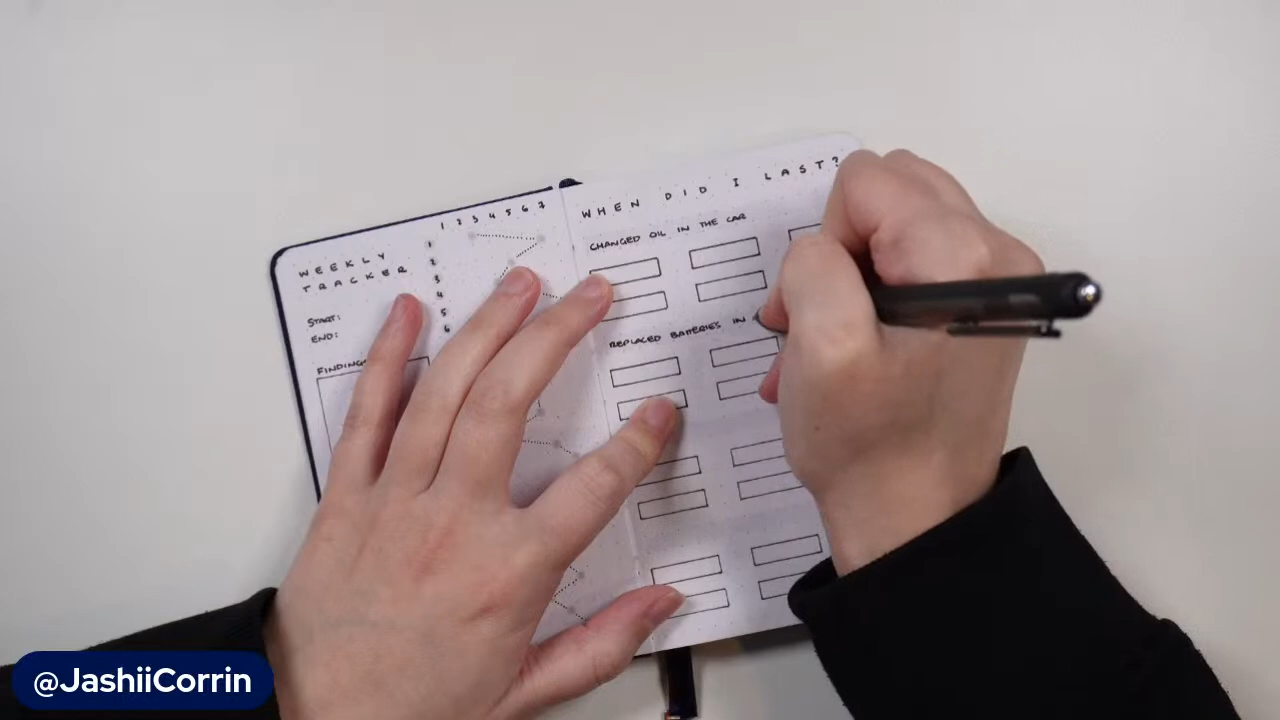 WEEKLY
TRACKER
START:
END:
1 2 3 4 5 6 7
1
2
3
4
5
6
WHEN DID I LAST?
CHANGED OIL IN THE CAR
REPLACED BATTERIES IN
@JashiiCorrin